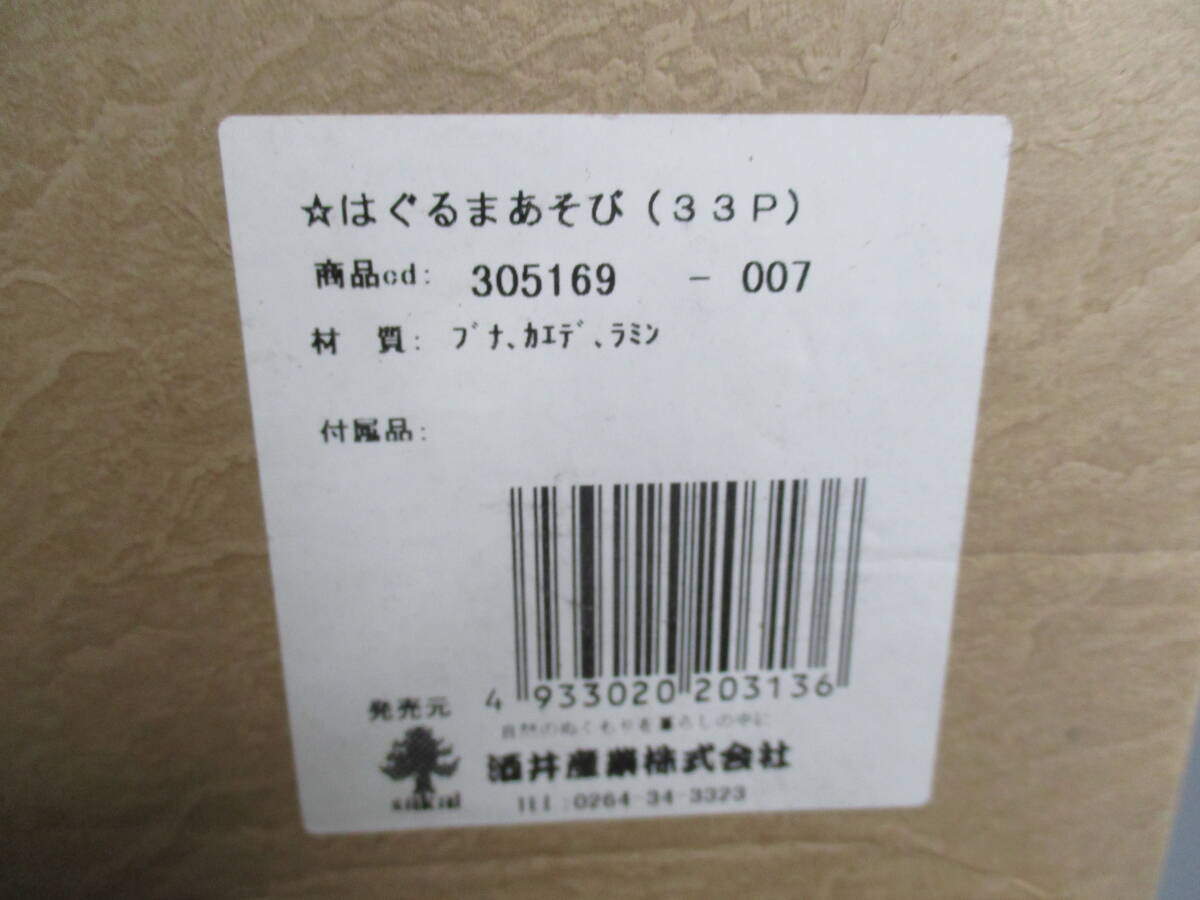 ☆はぐるまあそび（３３Ｐ）
商品cd: 305169 - 007
材　質: ﾌﾞﾅ､ｶｴﾃﾞ､ﾗﾐﾝ
付属品:
4 933020 203136
発売元
自然のぬくもりを暮らしの中に
酒井産業株式会社
sakai
TEL:0264-34-3323